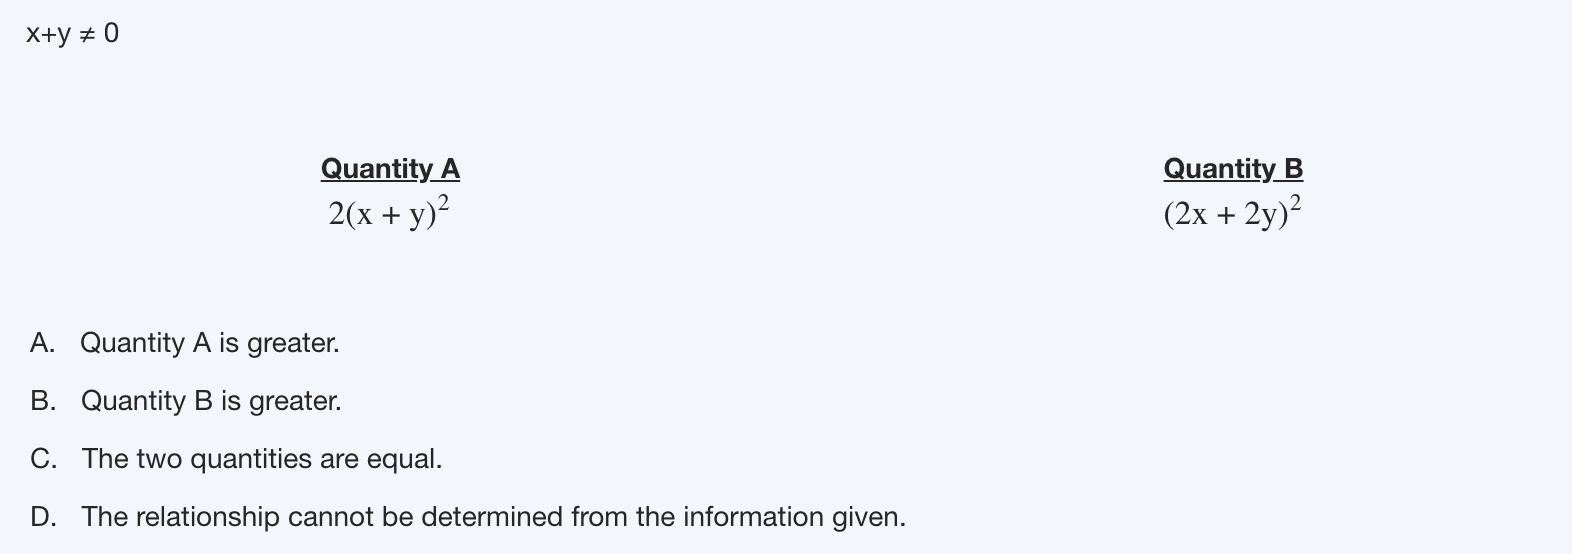 x+y ≠ 0
Quantity A Quantity B
2(x + y)² (2x + 2y)²
A. Quantity A is greater.
B. Quantity B is greater.
C. The two quantities are equal.
D. The relationship cannot be determined from the information given.